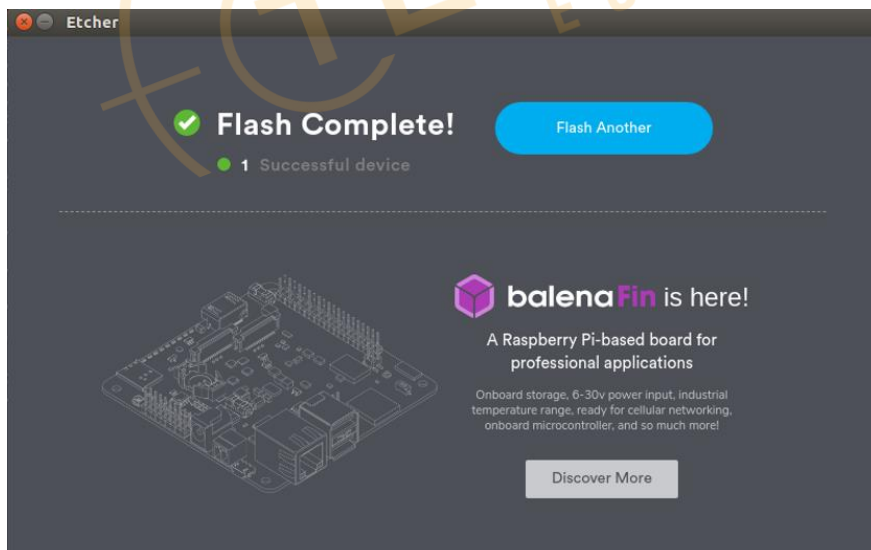 Etcher
Flash Complete!
Flash Another
1 Successful device
balenaFin is here!
A Raspberry Pi-based board for
professional applications
Onboard storage, 6-30v power input, industrial
temperature range, ready for cellular networking,
onboard microcontroller, and so much more!
Discover More